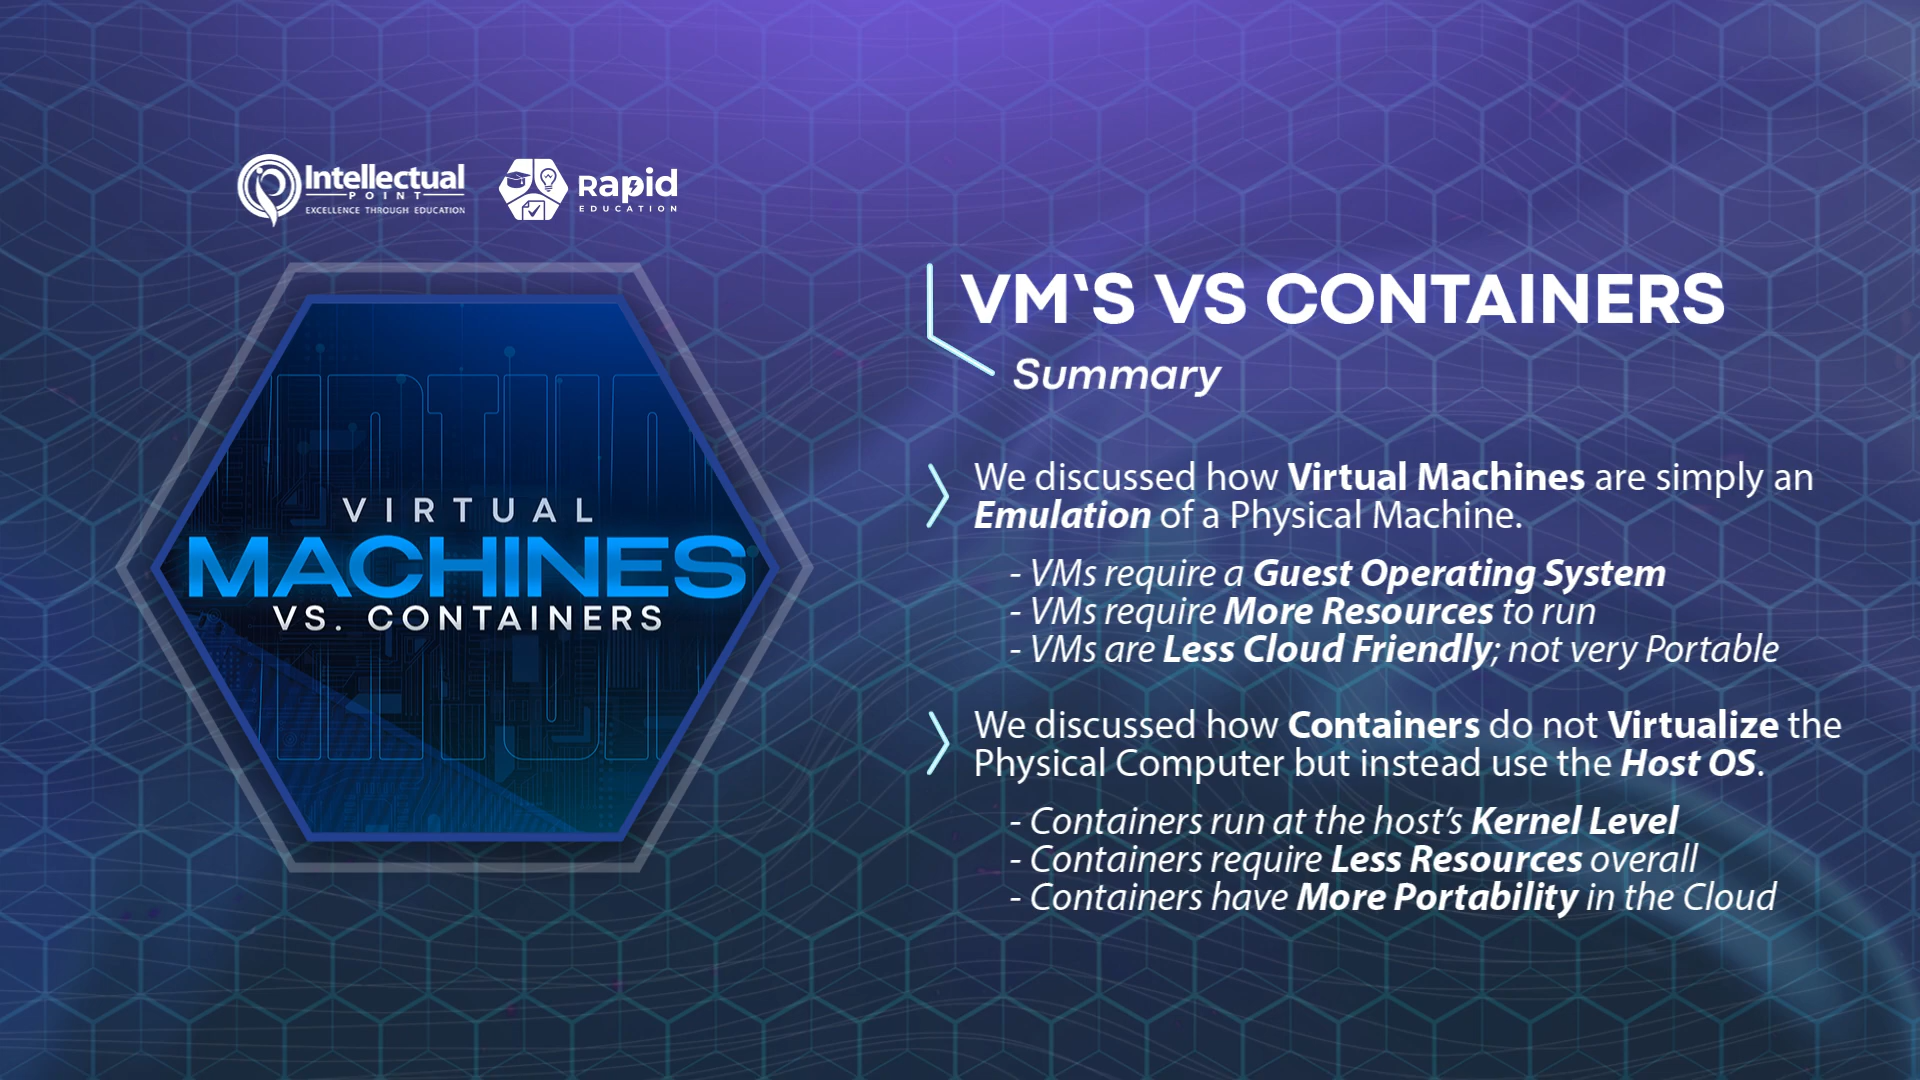 Intellectual
POINT
EXCELLENCE THROUGH EDUCATION
Rapid
EDUCATION
VIRTUAL
MACHINES
VS. CONTAINERS
VM‘S VS CONTAINERS
Summary
We discussed how Virtual Machines are simply an
Emulation of a Physical Machine.
- VMs require a Guest Operating System
- VMs require More Resources to run
- VMs are Less Cloud Friendly; not very Portable
We discussed how Containers do not Virtualize the
Physical Computer but instead use the Host OS.
- Containers run at the host’s Kernel Level
- Containers require Less Resources overall
- Containers have More Portability in the Cloud